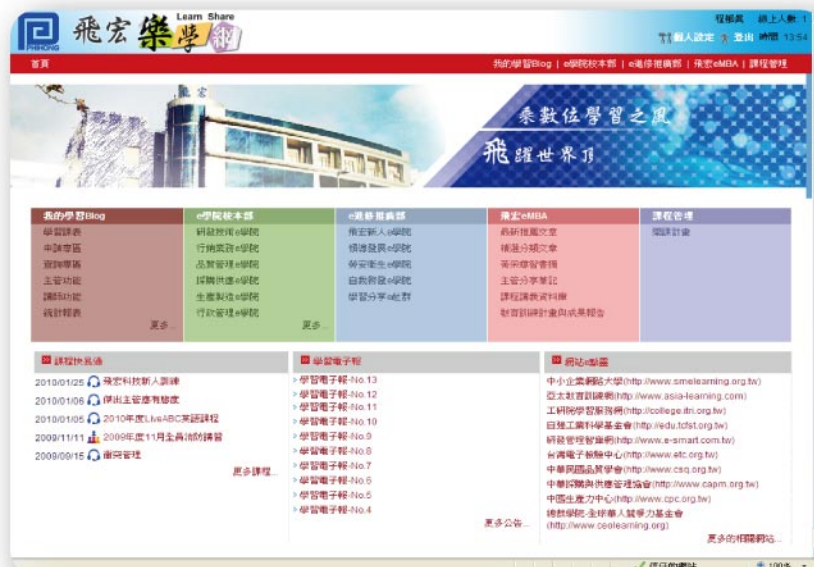 PHIHONG 飛宏樂學網 Learn Share
線上人數: 1
個人設定 登出 時間 13:54
首頁 我的學習Blog | e學院校本部 | e進修推廣部 | 飛宏eMBA | 課程管理
飛宏
乘數位學習之風
飛躍世界頂
我的學習Blog
學習課表
申請專區
查詢專區
主管功能
講師功能
統計報表
更多...
e學院校本部
研發技術e學院
行銷業務e學院
品質管理e學院
採購供應e學院
生產製造e學院
行政管理e學院
更多...
e進修推廣部
飛宏新人e學院
領導發展e學院
勞安衛生e學院
自我啟發e學院
學習分享e社群
飛宏eMBA
最新推薦文章
精選分類文章
菁英導習書摘
主管分享筆記
課程講義資料庫
教育訓練計畫與成果報告
課程管理
開課計畫
課程快易通
2010/01/25 飛宏科技新人訓練
2010/01/06 傑出主管應有態度
2010/01/05 2010年度LiveABC英語課程
2009/11/11 2009年度11月全員消防講習
2009/09/15 衝突管理
更多課程...
學習電子報
學習電子報-No.13
學習電子報-No.12
學習電子報-No.11
學習電子報-No.10
學習電子報-No.9
學習電子報-No.8
學習電子報-No.7
學習電子報-No.6
學習電子報-No.5
學習電子報-No.4
更多公告...
網站e點靈
中小企業網路大學(http://www.smelearning.org.tw)
亞太教育訓練網(http://www.asia-learning.com)
工研院學習服務網(http://college.itri.org.tw)
自強工業科學基金會(http://edu.tcfst.org.tw)
研發管理智庫網(http://www.e-smart.com.tw)
台灣電子檢驗中心(http://www.etc.org.tw)
中華民國品質學會(http://www.csq.org.tw)
中華採購與供應管理協會(http://www.capm.org.tw)
中國生產力中心(http://www.cpc.org.tw)
總裁學院-全球華人競爭力基金會
(http://www.ceolearning.org)
更多的相關網站...
信任的網站 100%